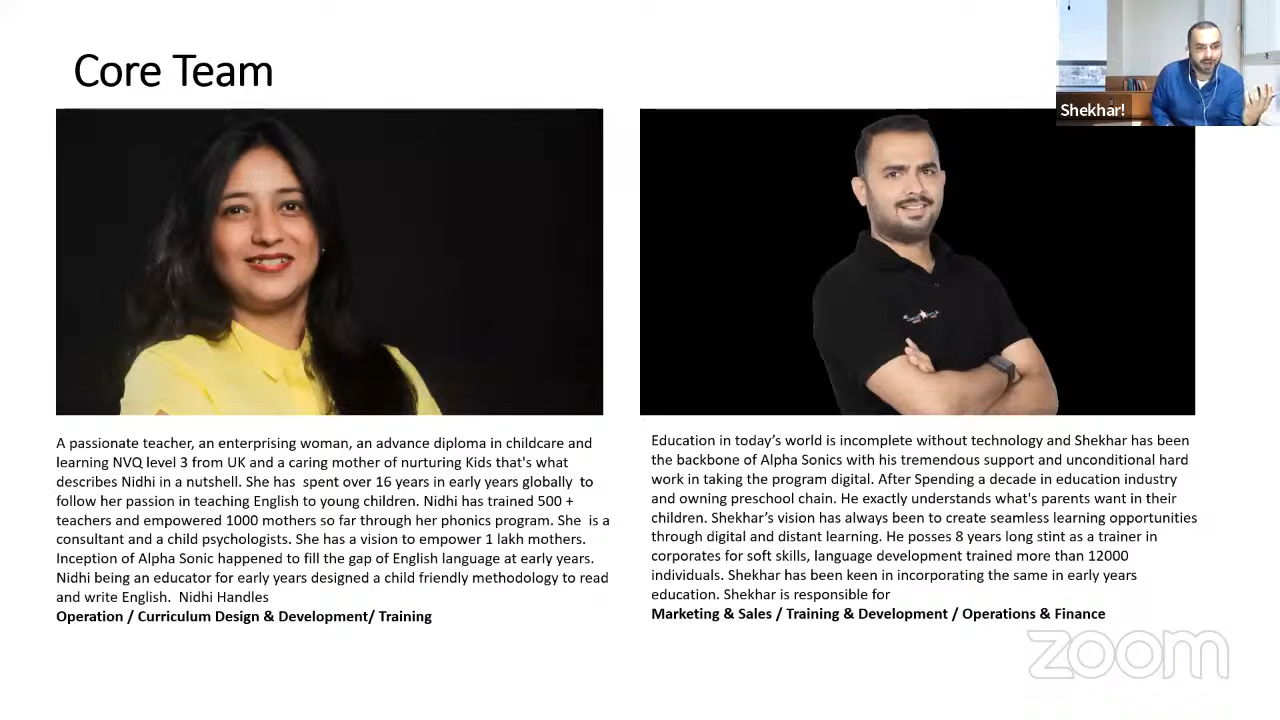 Core Team
Shekhar!
A passionate teacher, an enterprising woman, an advance diploma in childcare and
learning NVQ level 3 from UK and a caring mother of nurturing Kids that's what
describes Nidhi in a nutshell. She has spent over 16 years in early years globally to
follow her passion in teaching English to young children. Nidhi has trained 500 +
teachers and empowered 1000 mothers so far through her phonics program. She is a
consultant and a child psychologists. She has a vision to empower 1 lakh mothers.
Inception of Alpha Sonic happened to fill the gap of English language at early years.
Nidhi being an educator for early years designed a child friendly methodology to read
and write English. Nidhi Handles
Operation / Curriculum Design & Development/ Training
Education in today’s world is incomplete without technology and Shekhar has been
the backbone of Alpha Sonics with his tremendous support and unconditional hard
work in taking the program digital. After Spending a decade in education industry
and owning preschool chain. He exactly understands what's parents want in their
children. Shekhar’s vision has always been to create seamless learning opportunities
through digital and distant learning. He posses 8 years long stint as a trainer in
corporates for soft skills, language development trained more than 12000
individuals. Shekhar has been keen in incorporating the same in early years
education. Shekhar is responsible for
Marketing & Sales / Training & Development / Operations & Finance
zoom